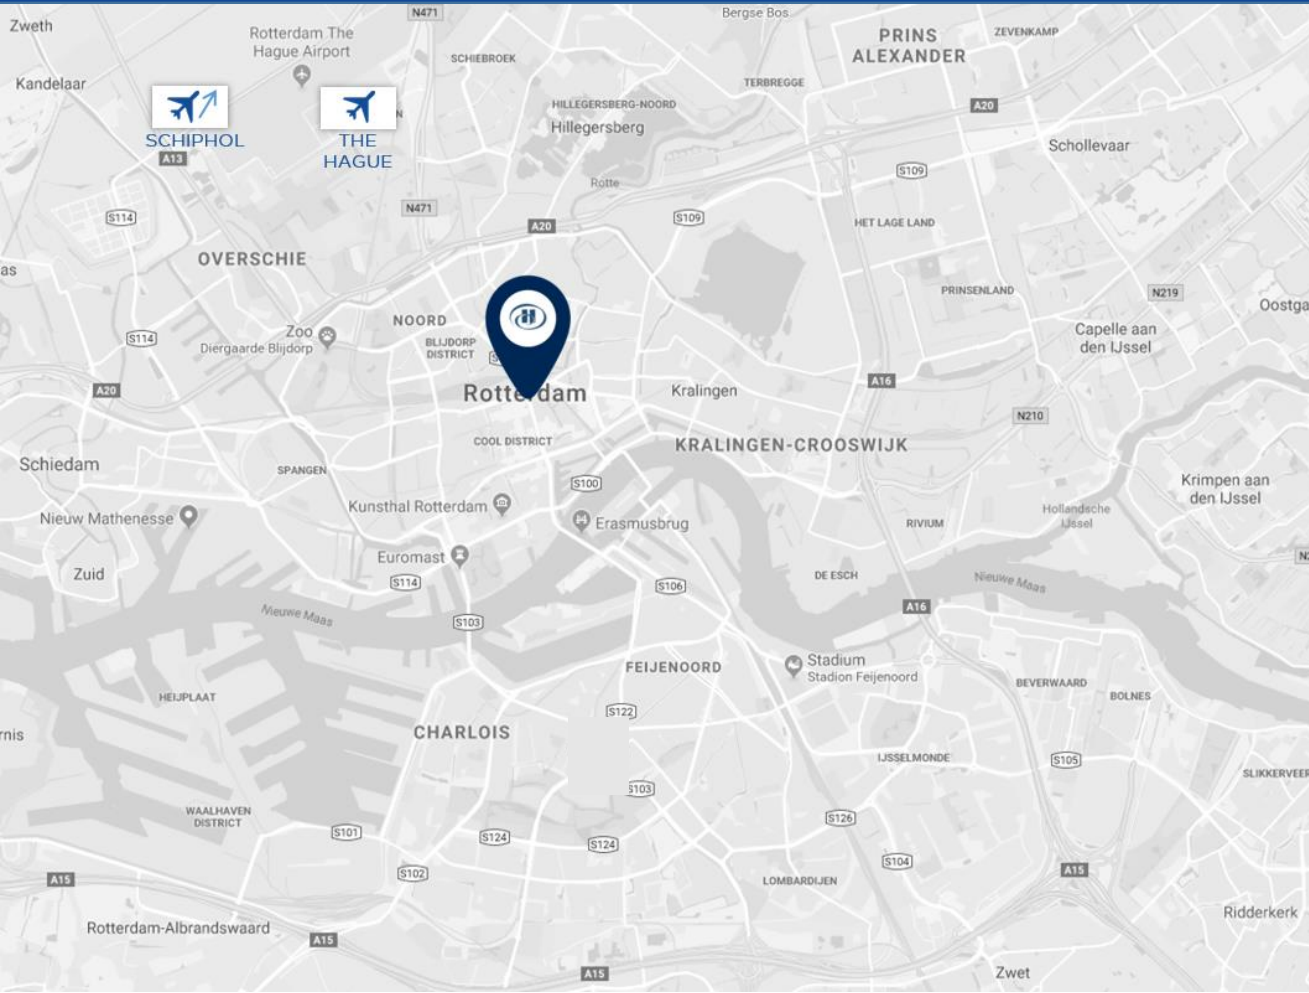 Zweth
N471
Bergse Bos
Rotterdam The
Hague Airport
PRINS
ALEXANDER
ZEVENKAMP
SCHIEBROEK
Kandelaar
TERBREGGE
HILLEGERSBERG-NOORD
A20
Hillegersberg
SCHIPHOL
THE
HAGUE
Schollevaar
A13
S109
Rotte
N471
S114
S109
A20
HET LAGE LAND
OVERSCHIE
as
PRINSENLAND
N219
Oostga
NOORD
Zoo
Diergaarde Blijdorp
S114
BLIJDORP
DISTRICT
Capelle aan
den IJssel
H
A20
Rotterdam
Kralingen
A16
N210
COOL DISTRICT
KRALINGEN-CROOSWIJK
Schiedam
SPANGEN
S100
Krimpen aan
den IJssel
Kunsthal Rotterdam
Nieuw Mathenesse
Erasmusbrug
RIVIUM
Hollandsche
IJssel
Euromast
Zuid
S114
S106
DE ESCH
Nieuwe Maas
A16
Nieuwe Maas
S103
FEIJENOORD
Stadium
Stadion Feijenoord
HEIJPLAAT
BEVERWAARD
BOLNES
S122
rnis
CHARLOIS
IJSSELMONDE
S105
SLIKKERVEER
S103
WAALHAVEN
DISTRICT
S101
S124
S124
S126
S104
S102
A15
LOMBARDIJEN
A15
Rotterdam-Albrandswaard
A15
Ridderkerk
A15
Zwet